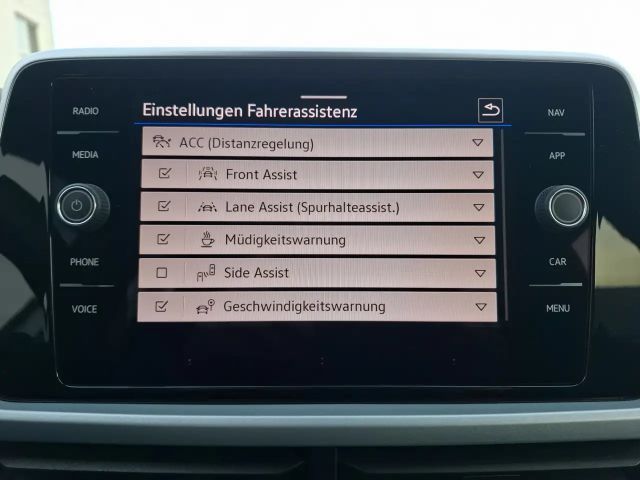 Einstellungen Fahrerassistenz
RADIO
MEDIA
PHONE
VOICE
ACC (Distanzregelung)
Front Assist
Lane Assist (Spurhalteassist.)
Müdigkeitswarnung
Side Assist
Geschwindigkeitswarnung
NAV
APP
CAR
MENU